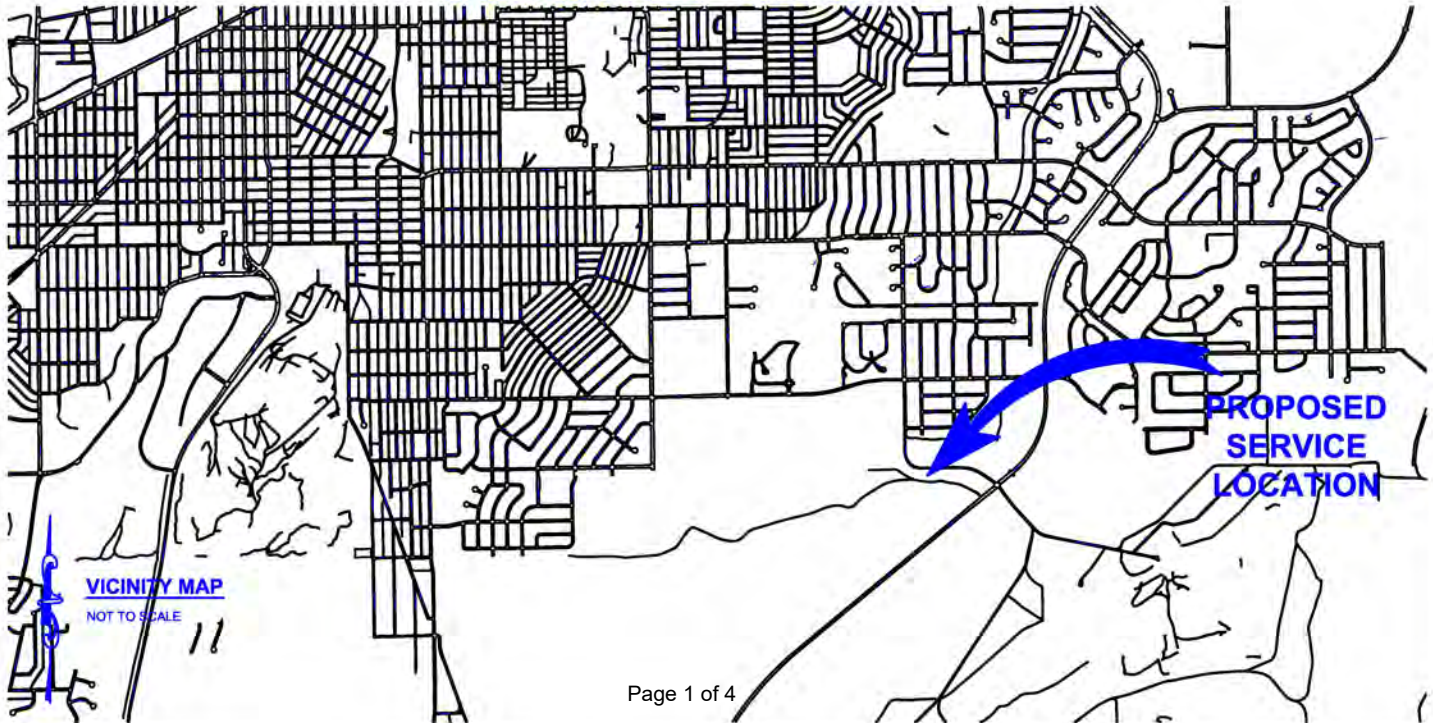 PROPOSED
SERVICE
LOCATION
VICINITY MAP
NOT TO SCALE
Page 1 of 4